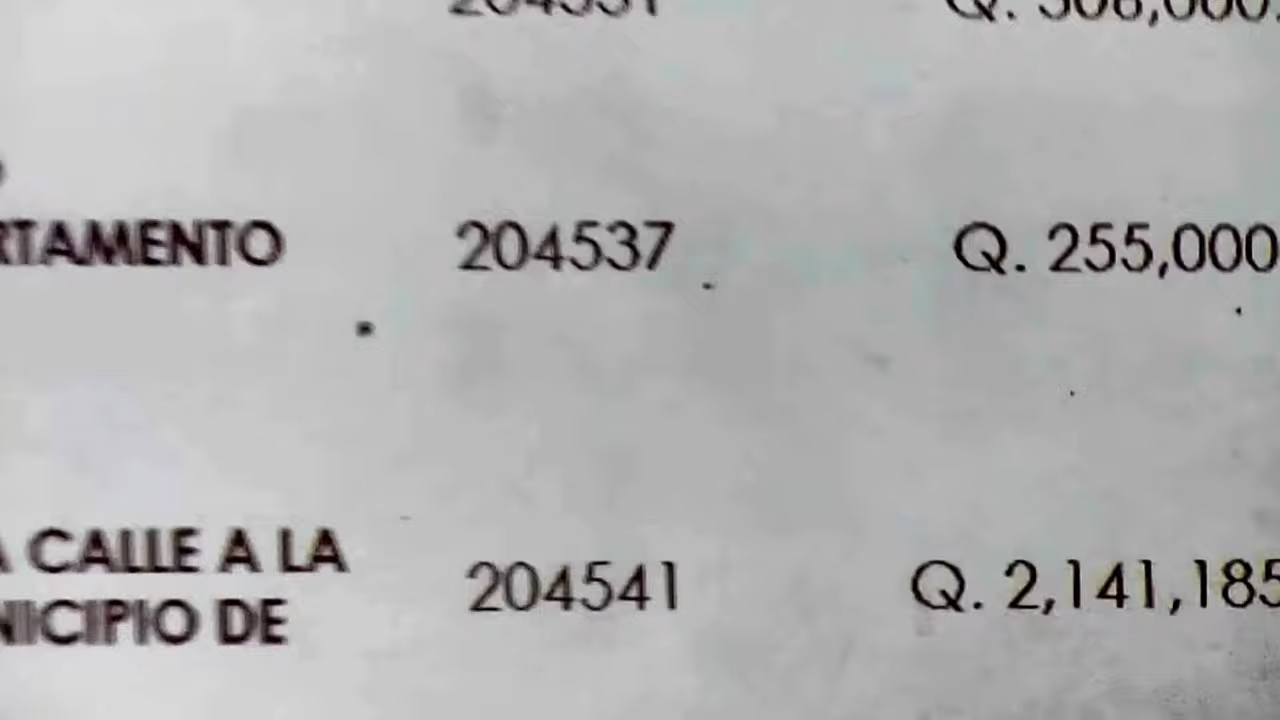 RTAMENTO 204537 Q. 255,000
CALLE A LA
204541 Q. 2,141,185
NICIPIO DE